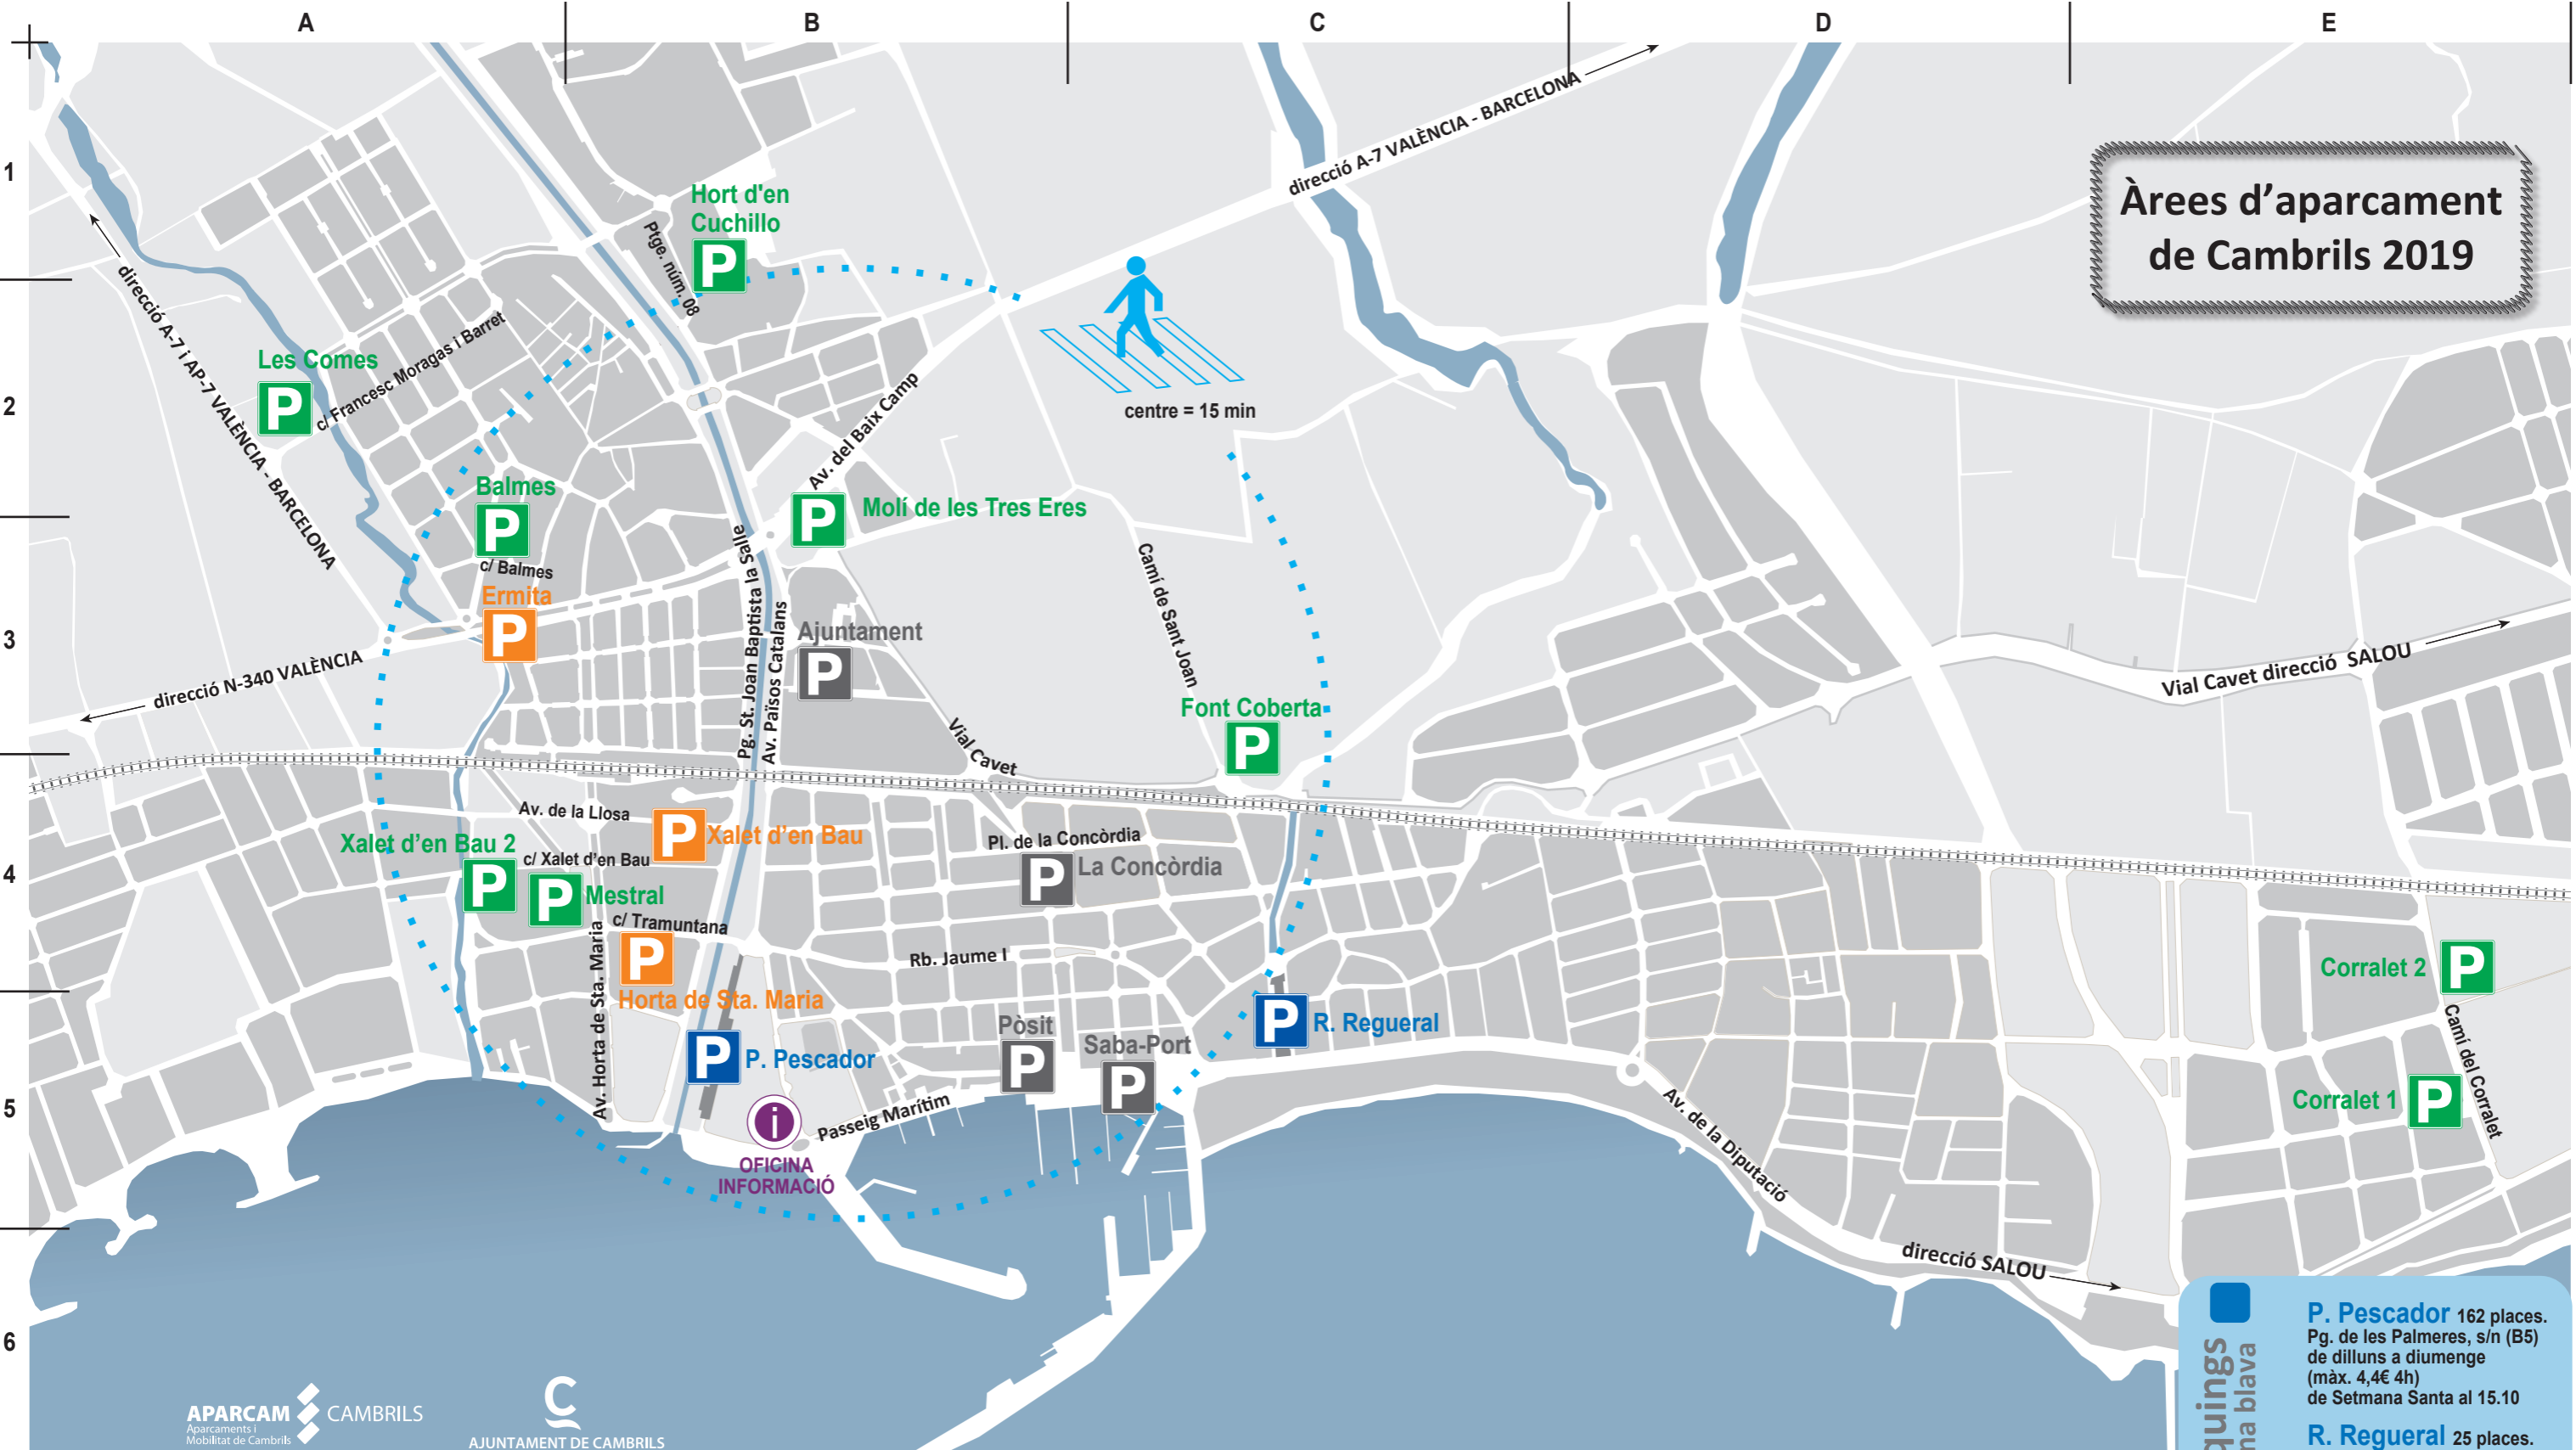 A
B
C
D
E
1
2
3
4
5
6
Àrees d’aparcament
de Cambrils 2019
direcció A-7 VALÈNCIA - BARCELONA
Hort d'en
Cuchillo
P
Ptge. núm. 08
direcció A-7 i AP-7 VALÈNCIA - BARCELONA
Les Comes
P
c/ Francesc Moragas i Barret
centre = 15 min
Av. del Baix Camp
Balmes
P
c/ Balmes
Molí de les Tres Eres
P
Ermita
P
Pg. St. Joan Baptista la Salle
Av. Països Catalans
Ajuntament
P
Camí de Sant Joan
direcció N-340 VALÈNCIA
Vial Cavet direcció SALOU
Font Coberta
P
Vial Cavet
Av. de la Llosa
Xalet d’en Bau
P
Xalet d’en Bau 2
P
c/ Xalet d’en Bau
Pl. de la Concòrdia
La Concòrdia
P
Mestral
P
c/ Tramuntana
Av. Horta de Sta. Maria
P
Horta de Sta. Maria
Rb. Jaume I
Corralet 2
P
Camí del Corralet
Corralet 1
P
P
R. Regueral
Pòsit
P
Saba-Port
P
P
P. Pescador
i
OFICINA
INFORMACIÓ
Passeig Marítim
Av. de la Diputació
direcció SALOU
P. Pescador 162 places.
Pg. de les Palmeres, s/n (B5)
de dilluns a diumenge
(màx. 4,4€ 4h)
de Setmana Santa al 15.10
R. Regueral 25 places.
APARCAM CAMBRILS
Aparcaments i
Mobilitat de Cambrils
AJUNTAMENT DE CAMBRILS